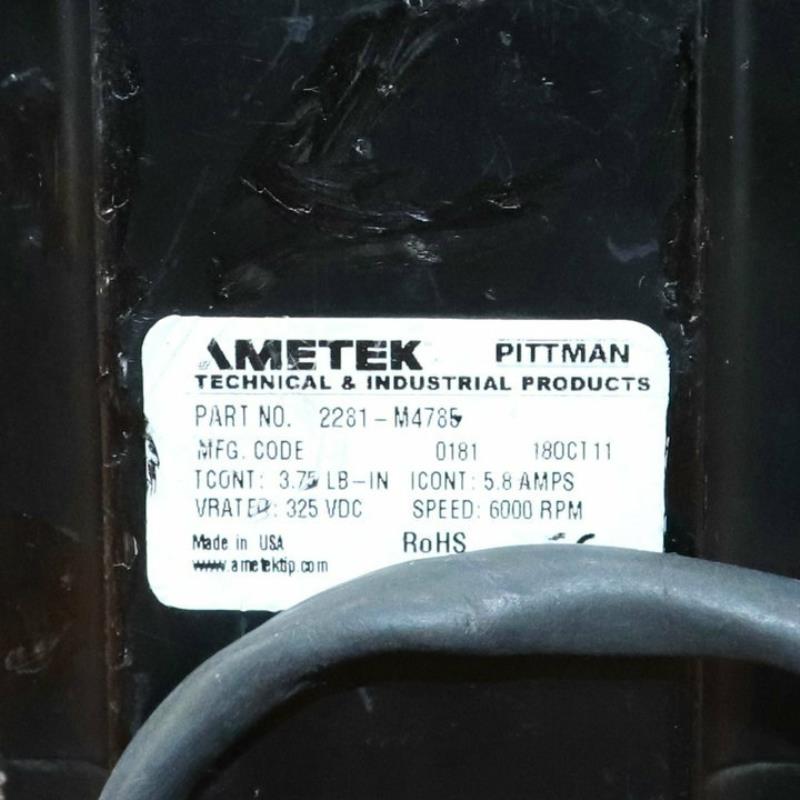 AMETEK PITTMAN
TECHNICAL & INDUSTRIAL PRODUCTS
PART NO. 2281-M4785
MFG. CODE 0181 18OCT11
TCONT: 3.75 LB-IN ICONT: 5.8 AMPS
VRATED: 325 VDC SPEED: 6000 RPM
Made in USA RoHS
www.ametektip.com